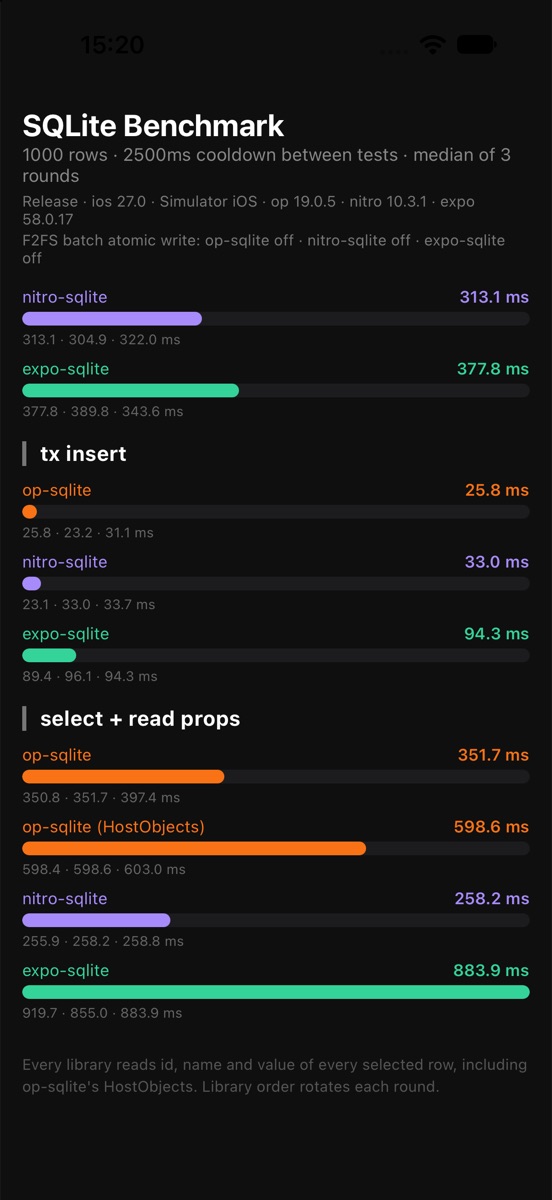 15:20
SQLite Benchmark
1000 rows · 2500ms cooldown between tests · median of 3
rounds
Release · ios 27.0 · Simulator iOS · op 19.0.5 · nitro 10.3.1 · expo
58.0.17
F2FS batch atomic write: op-sqlite off · nitro-sqlite off · expo-sqlite
off
nitro-sqlite 313.1 ms
313.1 · 304.9 · 322.0 ms
expo-sqlite 377.8 ms
377.8 · 389.8 · 343.6 ms
tx insert
op-sqlite 25.8 ms
25.8 · 23.2 · 31.1 ms
nitro-sqlite 33.0 ms
23.1 · 33.0 · 33.7 ms
expo-sqlite 94.3 ms
89.4 · 96.1 · 94.3 ms
select + read props
op-sqlite 351.7 ms
350.8 · 351.7 · 397.4 ms
op-sqlite (HostObjects) 598.6 ms
598.4 · 598.6 · 603.0 ms
nitro-sqlite 258.2 ms
255.9 · 258.2 · 258.8 ms
expo-sqlite 883.9 ms
919.7 · 855.0 · 883.9 ms
Every library reads id, name and value of every selected row, including
op-sqlite's HostObjects. Library order rotates each round.